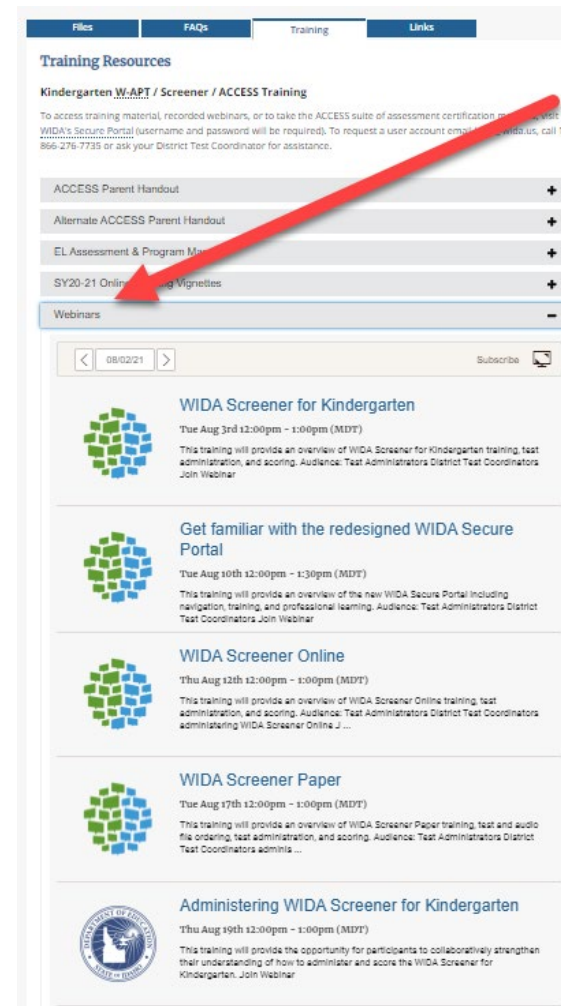 Files FAQs Training Links
Training Resources
Kindergarten W-APT / Screener / ACCESS Training
To access training material, recorded webinars, or to take the ACCESS suite of assessment certification visit
WIDA's Secure Portal (username and password will be required). To request a user account email call
866-276-7735 or ask your District Test Coordinator for assistance.
ACCESS Parent Handout
Alternate ACCESS Parent Handout
EL Assessment & Program
SY20-21 Vignettes
Webinars
08/02/21 Subscribe
WIDA Screener for Kindergarten
Tue Aug 3rd 12:00pm - 1:00pm (MDT)
This training will provide an overview of WIDA Screener for Kindergarten training, test
administration, and scoring. Audience: Test Administrators District Test Coordinators
Join Webinar
Get familiar with the redesigned WIDA Secure
Portal
Tue Aug 10th 12:00pm - 1:30pm (MDT)
This training will provide an overview of the new WIDA Secure Portal including
navigation, training, and professional learning. Audience: Test Administrators District
Test Coordinators Join Webinar
WIDA Screener Online
Thu Aug 12th 12:00pm - 1:00pm (MDT)
This training will provide an overview of WIDA Screener Online training, test
administration, and scoring. Audience: Test Administrators District Test Coordinators
administering WIDA Screener Online J ...
WIDA Screener Paper
Tue Aug 17th 12:00pm - 1:00pm (MDT)
This training will provide an overview of WIDA Screener Paper training, test and audio
file ordering, test administration, and scoring. Audience: Test Administrators District
Test Coordinators adminis ...
Administering WIDA Screener for Kindergarten
Thu Aug 19th 12:00pm - 1:00pm (MDT)
This training will provide the opportunity for participants to collaboratively strengthen
their understanding of how to administer and score the WIDA Screener for
Kindergarten. Join Webinar
DEPARTMENT OF EDUCATION
STATE OF IDAHO